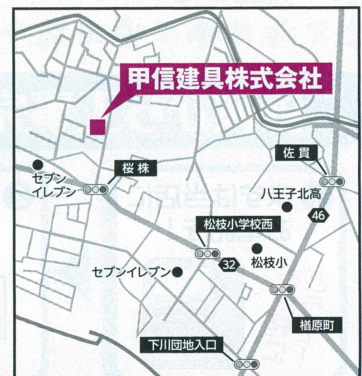 甲信建具株式会社
佐貫
桜株
セブン
イレブン
八王子北高
46
松枝小学校西
松枝小
32
セブンイレブン
楢原町
下川団地入口